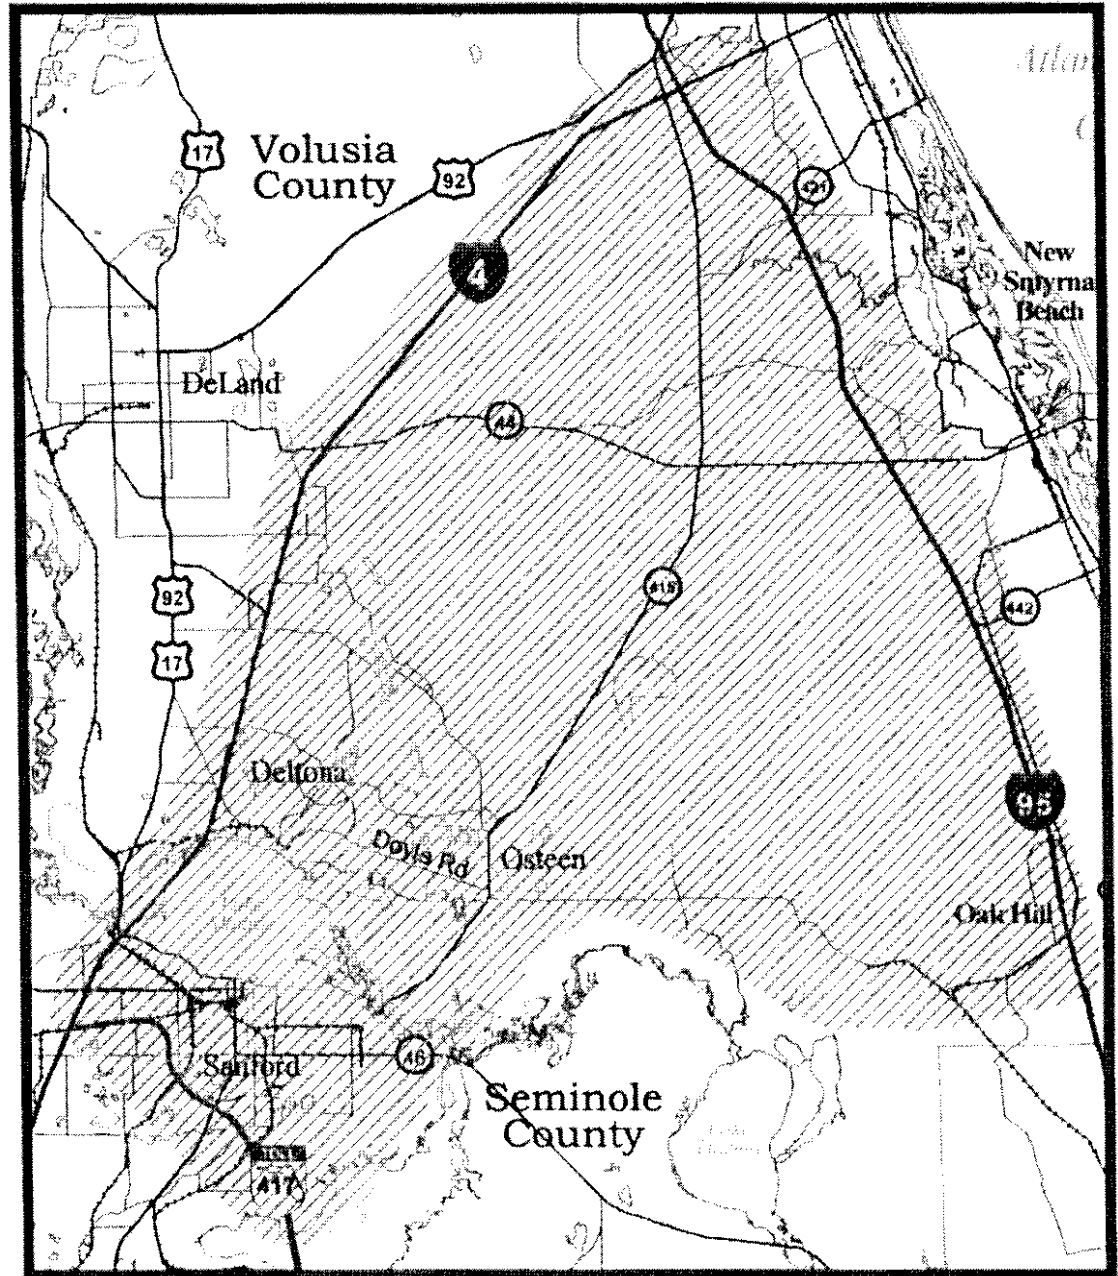 17
Volusia
County
92
4
New
Smyrna
Beach
DeLand
44
92
415
442
17
Deltona
95
Doyle Rd
Osteen
Oak Hill
46
Sanford
Seminole
County
417